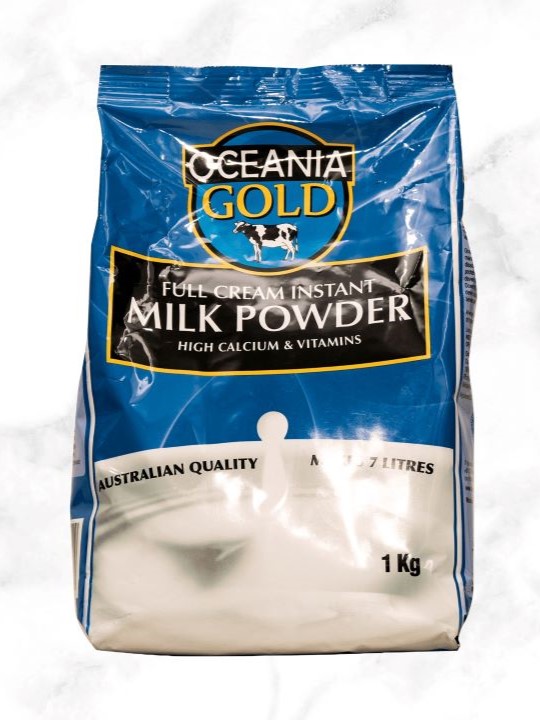 OCEANIA
GOLD
FULL CREAM INSTANT
MILK POWDER
HIGH CALCIUM & VITAMINS
AUSTRALIAN QUALITY
7 LITRES
1 Kg